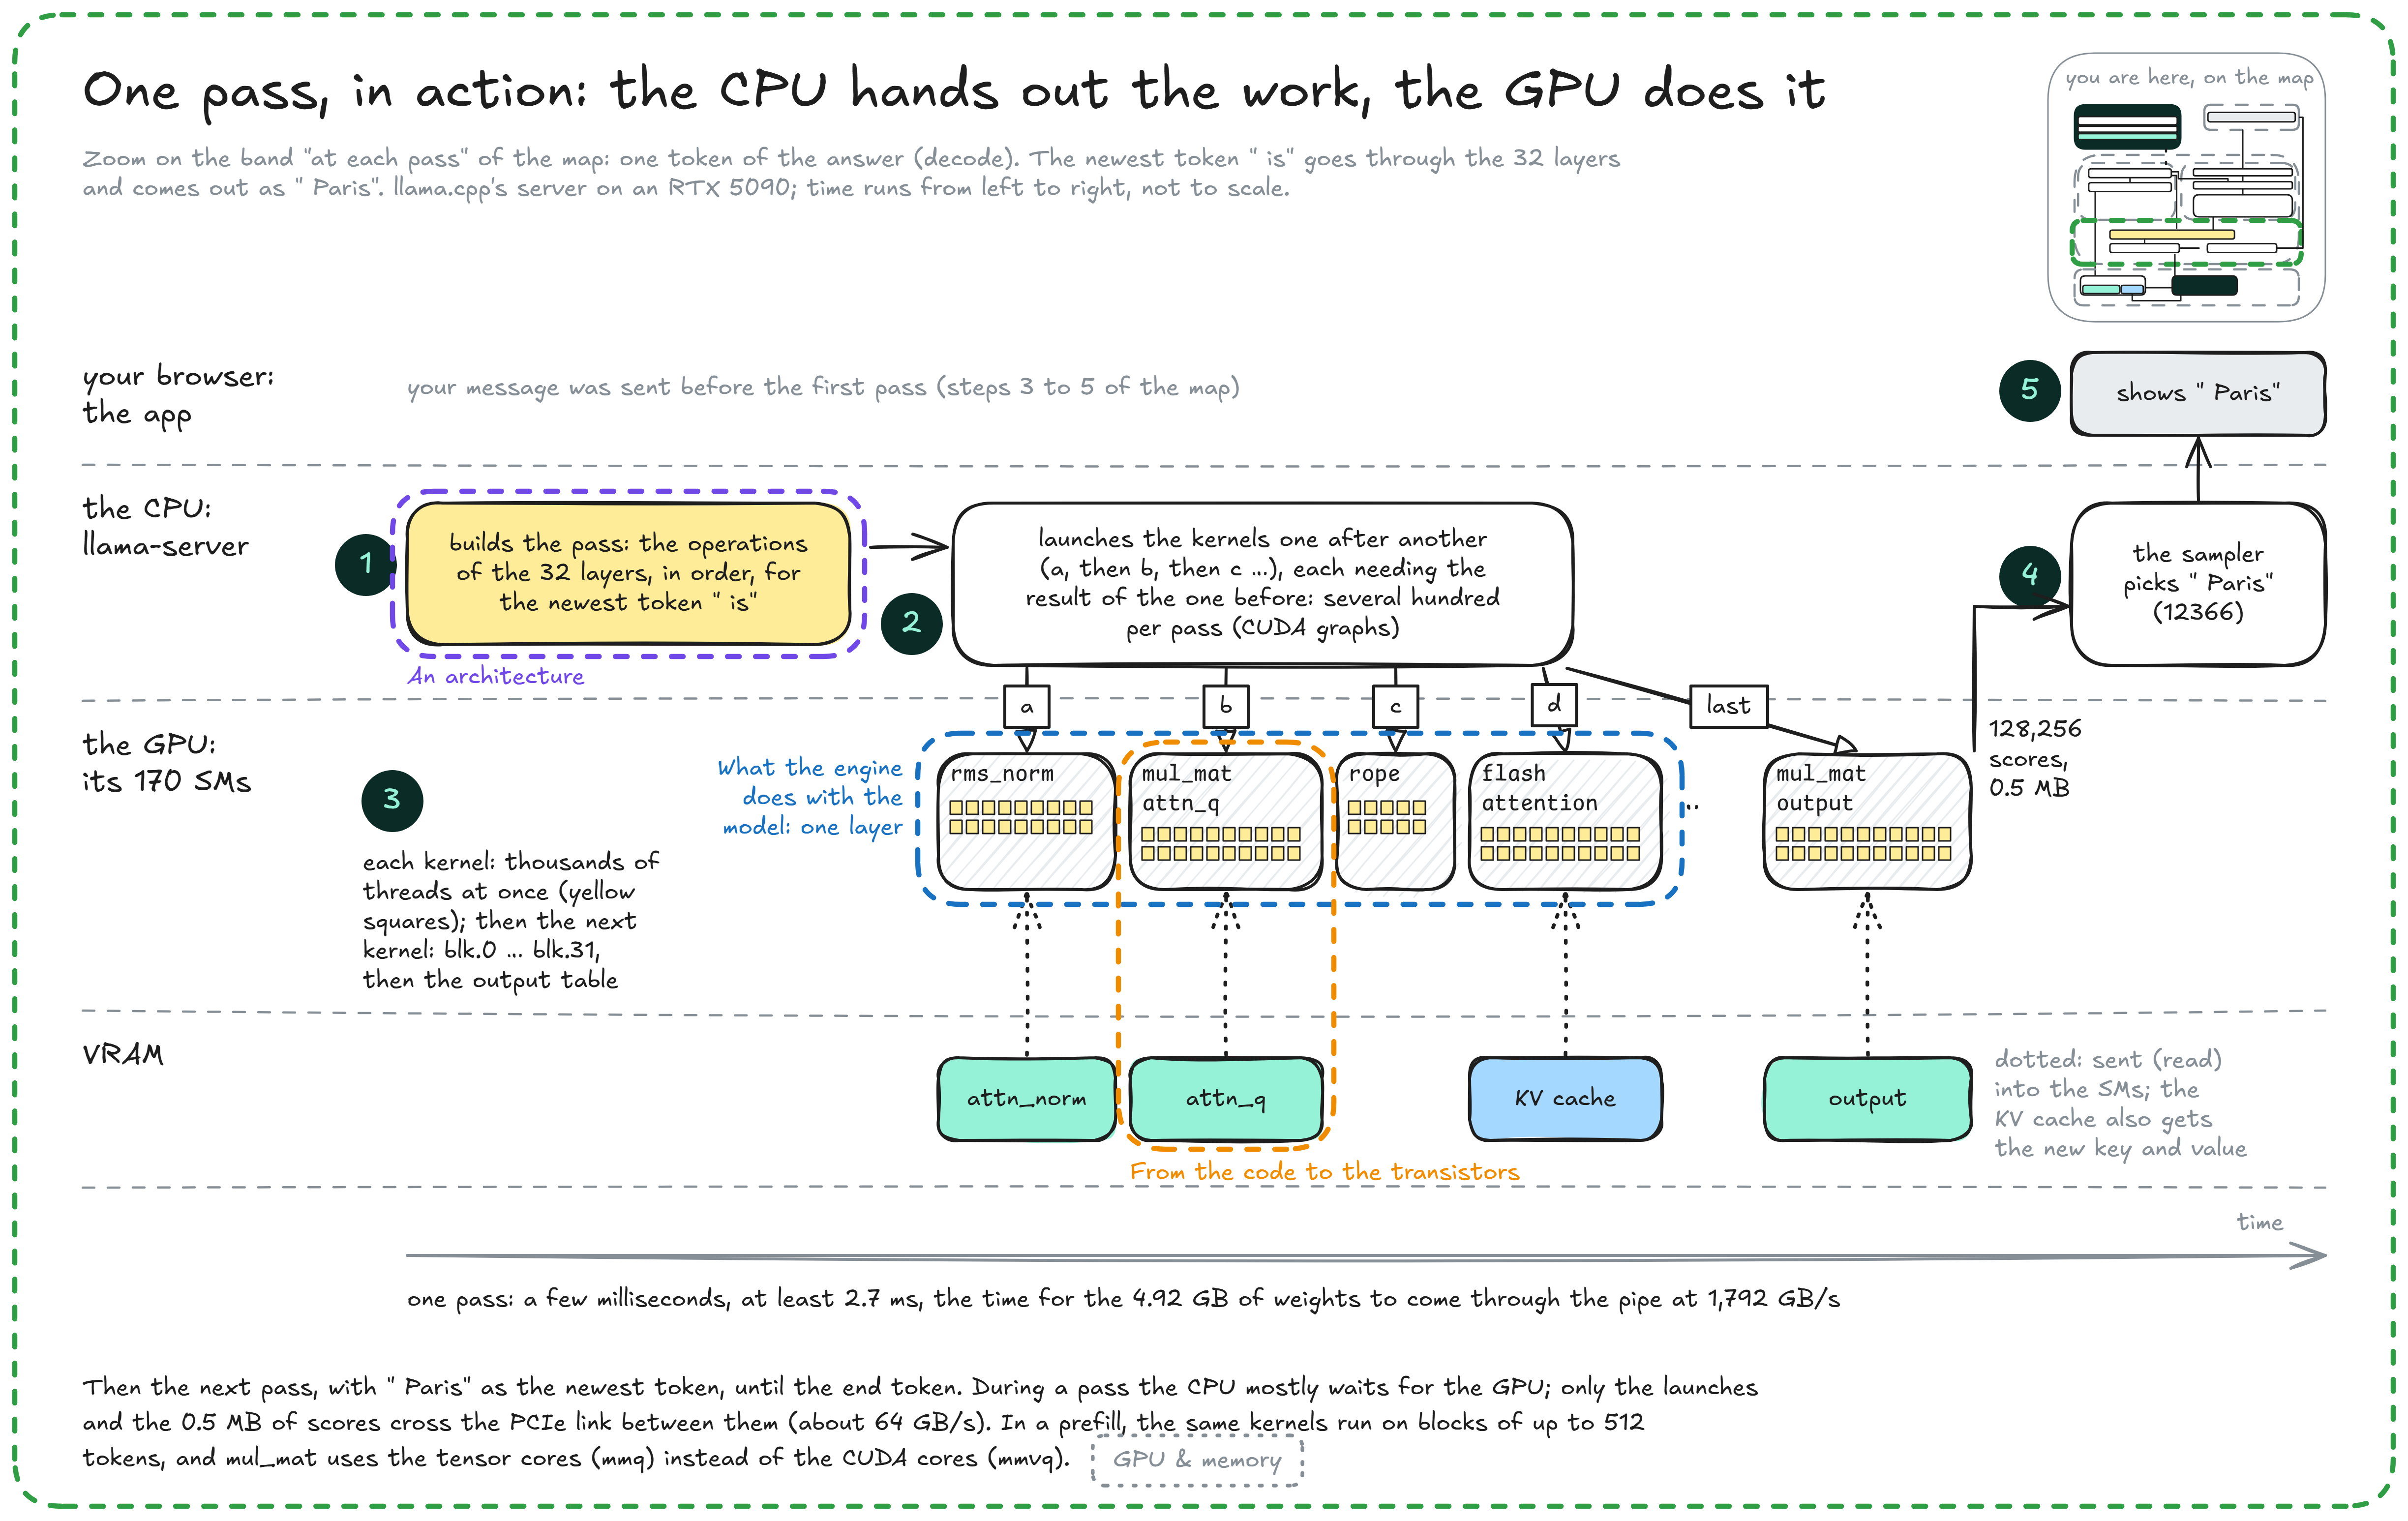 One pass, in action: the CPU hands out the work, the GPU does it
you are here, on the map
Zoom on the band "at each pass" of the map: one token of the answer (decode). The newest token " is" goes through the 32 layers
and comes out as " Paris". llama.cpp's server on an RTX 5090; time runs from left to right, not to scale.
your browser:
the app
your message was sent before the first pass (steps 3 to 5 of the map)
5
shows " Paris"
the CPU:
llama-server
1
builds the pass: the operations
of the 32 layers, in order, for
the newest token " is"
An architecture
2
launches the kernels one after another
(a, then b, then c ...), each needing the
result of the one before: several hundred
per pass (CUDA graphs)
4
the sampler
picks " Paris"
(12366)
a
b
c
d
last
the GPU:
its 170 SMs
3
each kernel: thousands of
threads at once (yellow
squares); then the next
kernel: blk.0 ... blk.31,
then the output table
What the engine
does with the
model: one layer
rms_norm
mul_mat
attn_q
rope
flash
attention
...
mul_mat
output
128,256
scores,
0.5 MB
VRAM
attn_norm
attn_q
KV cache
output
dotted: sent (read)
into the SMs; the
KV cache also gets
the new key and value
From the code to the transistors
time
one pass: a few milliseconds, at least 2.7 ms, the time for the 4.92 GB of weights to come through the pipe at 1,792 GB/s
Then the next pass, with " Paris" as the newest token, until the end token. During a pass the CPU mostly waits for the GPU; only the launches
and the 0.5 MB of scores cross the PCIe link between them (about 64 GB/s). In a prefill, the same kernels run on blocks of up to 512
tokens, and mul_mat uses the tensor cores (mmq) instead of the CUDA cores (mmvq).
GPU & memory